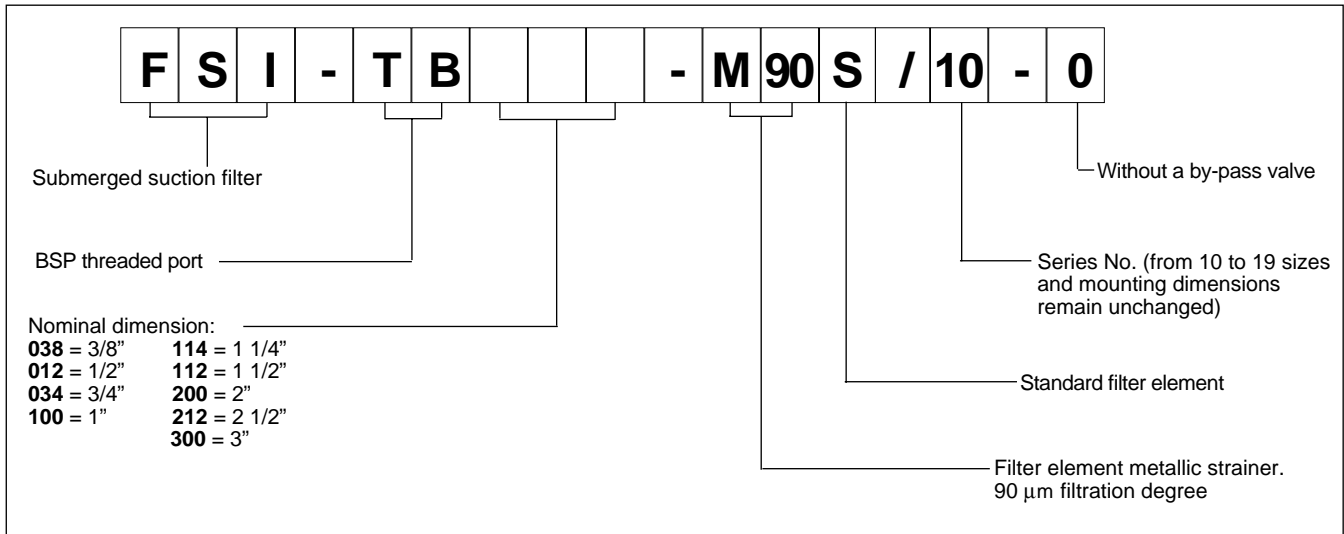 F S I - T B - M 90 S / 10 - 0
Submerged suction filter
Without a by-pass valve
BSP threaded port
Series No. (from 10 to 19 sizes
and mounting dimensions
remain unchanged)
Nominal dimension:
038 = 3/8” 114 = 1 1/4”
012 = 1/2” 112 = 1 1/2”
034 = 3/4” 200 = 2”
100 = 1” 212 = 2 1/2”
300 = 3”
Standard filter element
Filter element metallic strainer.
90 μm filtration degree